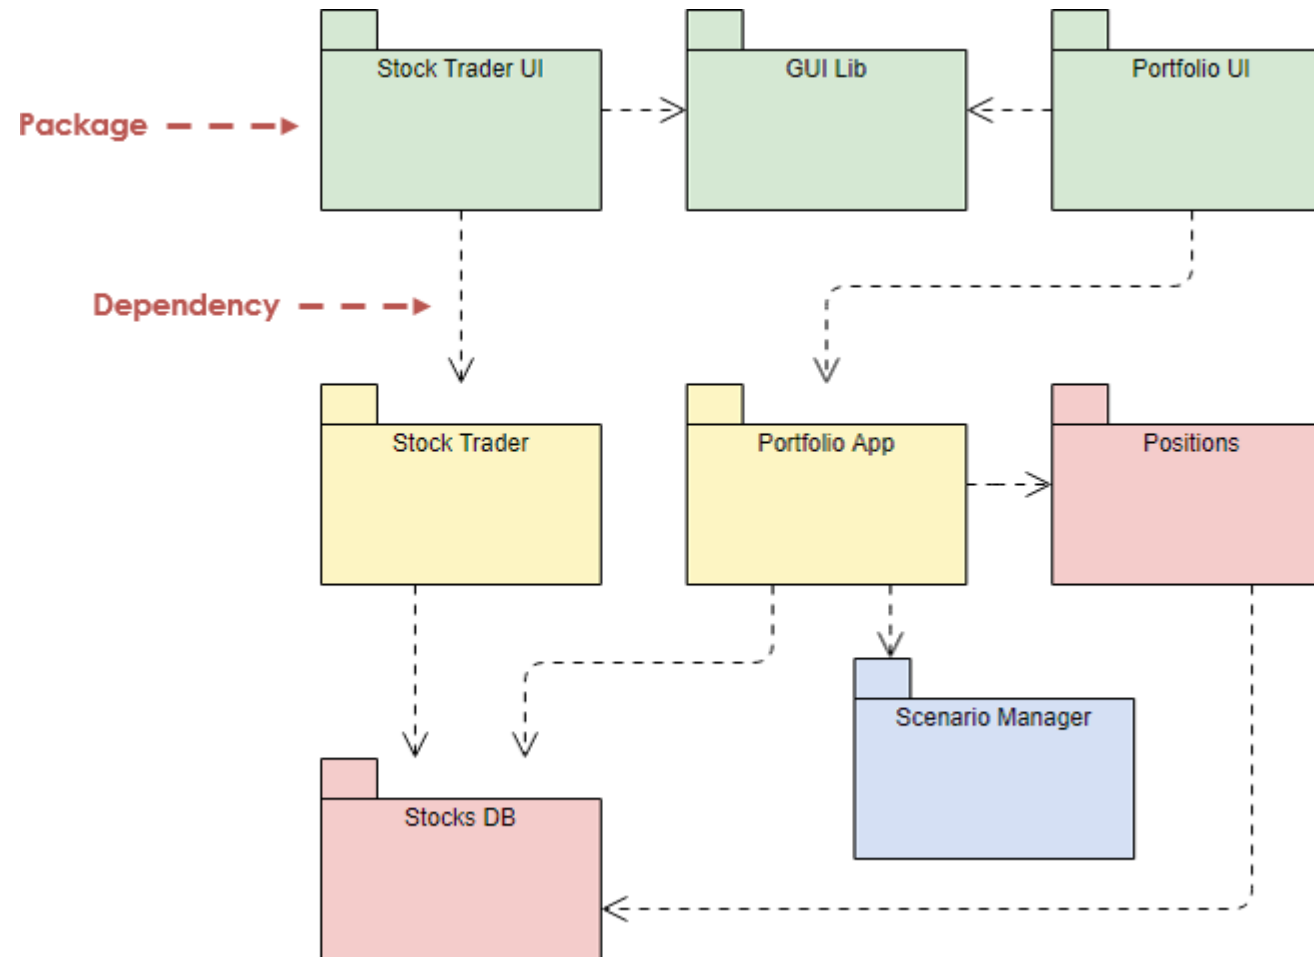 Stock Trader UI
GUI Lib
Portfolio UI
Package
Dependency
Stock Trader
Portfolio App
Positions
Scenario Manager
Stocks DB